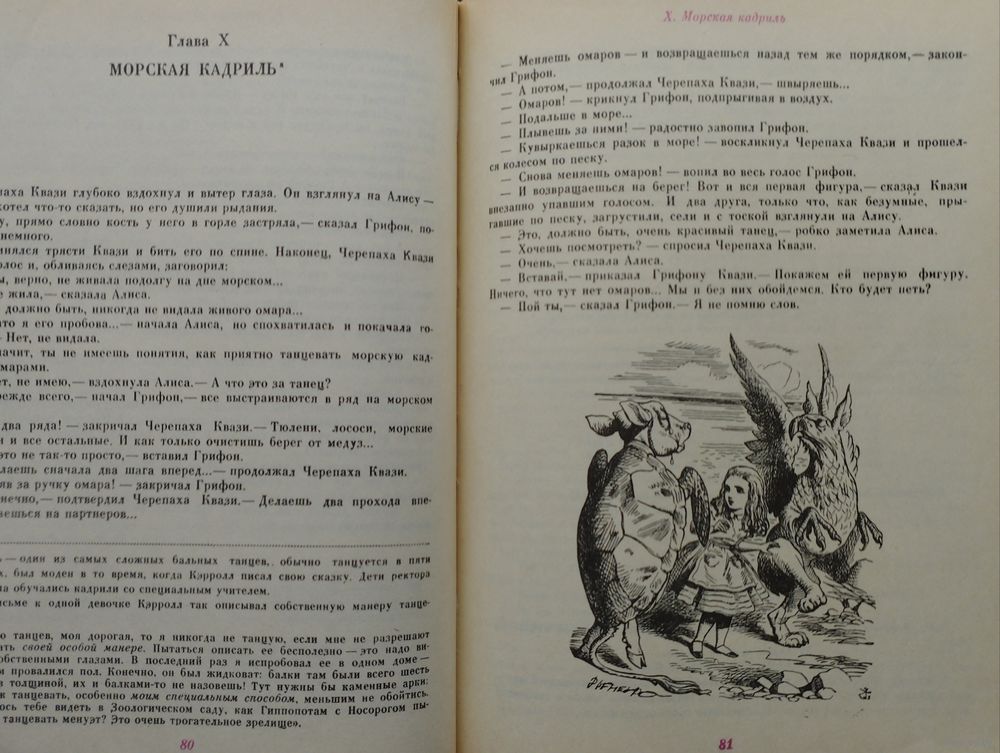 Глава X
МОРСКАЯ КАДРИЛЬ*
паха Квази глубоко вздохнул и вытер глаза. Он взглянул на Алису —
хотел что-то сказать, но его душили рыдания.
у, прямо словно кость у него в горле застряла,— сказал Грифон, по-
немного.
инялся трясти Квази и бить его по спине. Наконец, Черепаха Квази
олос и, обливаясь слезами, заговорил:
ы, верно, не живала подолгу на дне морском...
е жила,— сказала Алиса.
должно быть, никогда не видала живого омара...
ато я его пробова...— начала Алиса, но спохватилась и покачала го-
— Нет, не видала.
начит, ты не имеешь понятия, как приятно танцевать морскую кад-
марами.
ет, не имею,— вздохнула Алиса.— А что это за танец?
режде всего,— начал Грифон,— все выстраиваются в ряд на морском
два ряда! — закричал Черепаха Квази.— Тюлени, лососи, морские
и и все остальные. И как только очистишь берег от медуз...
это не так-то просто,— вставил Грифон.
елаешь сначала два шага вперед...— продолжал Черепаха Квази.
яв за ручку омара! — закричал Грифон.
онечно,— подтвердил Черепаха Квази.— Делаешь два прохода впе-
аешься на партнеров...
ь — один из самых сложных бальных танцев, обычно танцуется в пяти
х, был моден в то время, когда Кэрролл писал свою сказку. Дети ректора
ла обучались кадрили со специальным учителем.
исьме к одной девочке Кэрролл так описывал собственную манеру танце-
о танцев, моя дорогая, то я никогда не танцую, если мне не разрешают
ать своей особой манере. Пытаться описать ее бесполезно — это надо ви-
обственными глазами. В последний раз я испробовал ее в одном доме —
м провалился пол. Конечно, он был жидковат: балки там были всего шесть
в толщиной, их и балками-то не назовешь! Тут нужны бы каменные арки:
ж танцевать, особенно моим специальным способом, меньшим не обойтись.
ось тебе видеть в Зоологическом саду, как Гиппопотам с Носорогом пы-
танцевать менуэт? Это очень трогательное зрелище».
80
X. Морская кадриль
— Меняешь омаров — и возвращаешься назад тем же порядком,— закон-
чил Грифон.
— А потом,— продолжал Черепаха Квази,— швыряешь...
— Омаров! — крикнул Грифон, подпрыгивая в воздух.
— Подальше в море...
— Плывешь за ними! — радостно завопил Грифон.
— Кувыркаешься разок в море! — воскликнул Черепаха Квази и прошел-
ся колесом по песку.
— Снова меняешь омаров! — вопил во весь голос Грифон.
— И возвращаешься на берег! Вот и вся первая фигура,— сказал Квази
внезапно упавшим голосом. И два друга, только что, как безумные, пры-
гавшие по песку, загрустили, сели и с тоской взглянули на Алису.
— Это, должно быть, очень красивый танец,— робко заметила Алиса.
— Хочешь посмотреть? — спросил Черепаха Квази.
— Очень,— сказала Алиса.
— Вставай,— приказал Грифону Квази.— Покажем ей первую фигуру.
Ничего, что тут нет омаров... Мы и без них обойдемся. Кто будет петь?
— Пой ты,— сказал Грифон.— Я не помню слов.
81